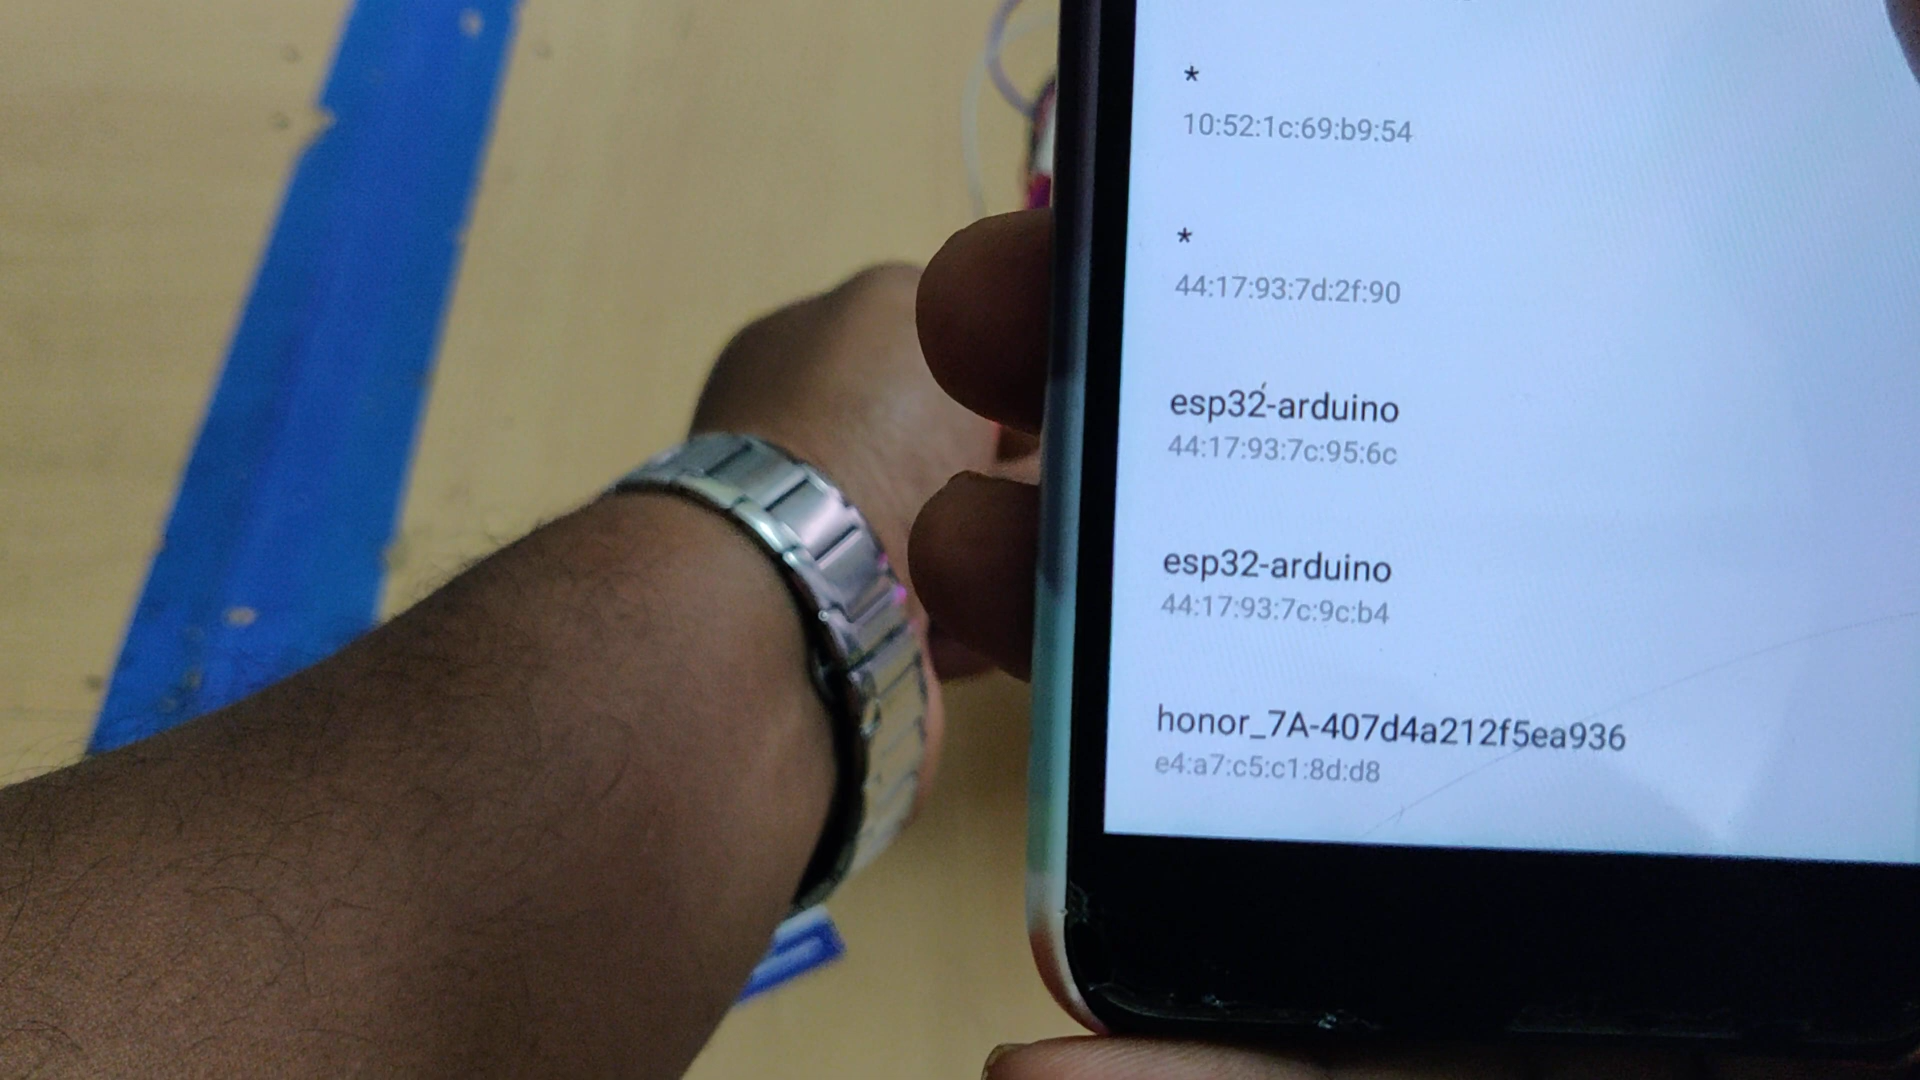 *
10:52:1c:69:b9:54
*
44:17:93:7d:2f:90
esp32-arduino
44:17:93:7c:95:6c
esp32-arduino
44:17:93:7c:9c:b4
honor_7A-407d4a212f5ea936
e4:a7:c5:c1:8d:d8